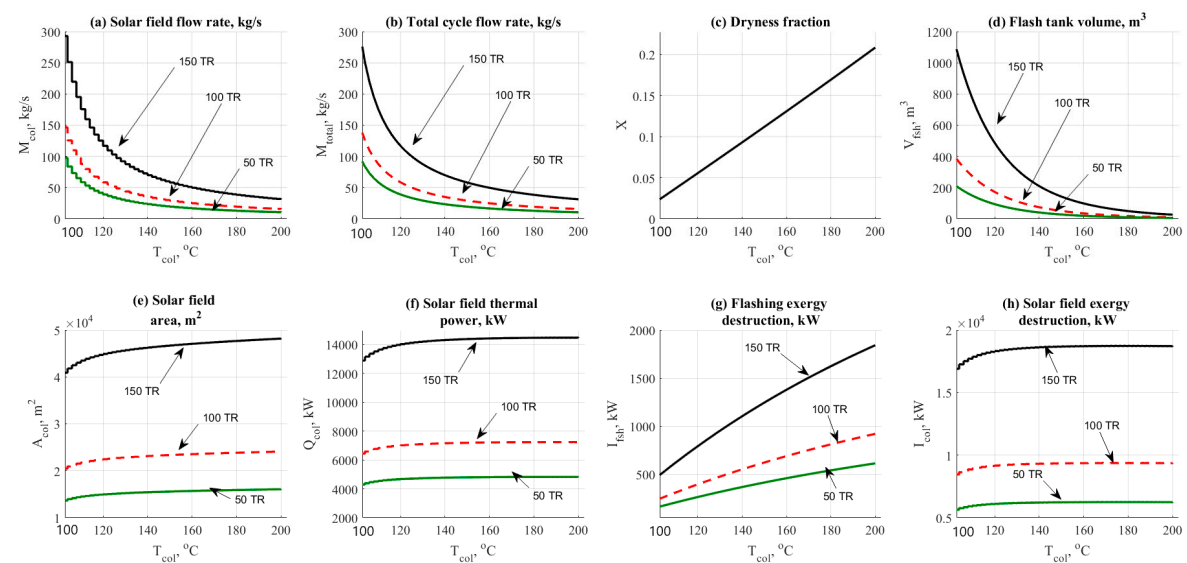 (a) Solar field flow rate, kg/s
300
250
200
150
100
50
0
M_col, kg/s
150 TR
100 TR
50 TR
100 120 140 160 180 200
T_col, °C
(b) Total cycle flow rate, kg/s
300
250
200
150
100
50
0
M_total, kg/s
150 TR
100 TR
50 TR
100 120 140 160 180 200
T_col, °C
(c) Dryness fraction
0.2
0.15
0.1
0.05
0
X
100 120 140 160 180 200
T_col, °C
(d) Flash tank volume, m³
1200
1000
800
600
400
200
0
V_fsh, m³
150 TR
100 TR
50 TR
100 120 140 160 180 200
T_col, °C
(e) Solar field
area, m²
× 10⁴
5
4
3
2
1
A_col, m²
150 TR
100 TR
50 TR
100 120 140 160 180 200
T_col, °C
(f) Solar field thermal
power, kW
14000
12000
10000
8000
6000
4000
2000
Q_col, kW
150 TR
100 TR
50 TR
100 120 140 160 180 200
T_col, °C
(g) Flashing exergy
destruction, kW
2000
1500
1000
500
I_fsh, kW
150 TR
100 TR
50 TR
100 120 140 160 180 200
T_col, °C
(h) Solar field exergy
destruction, kW
× 10⁴
2
1.5
1
0.5
I_col, kW
150 TR
100 TR
50 TR
100 120 140 160 180 200
T_col, °C